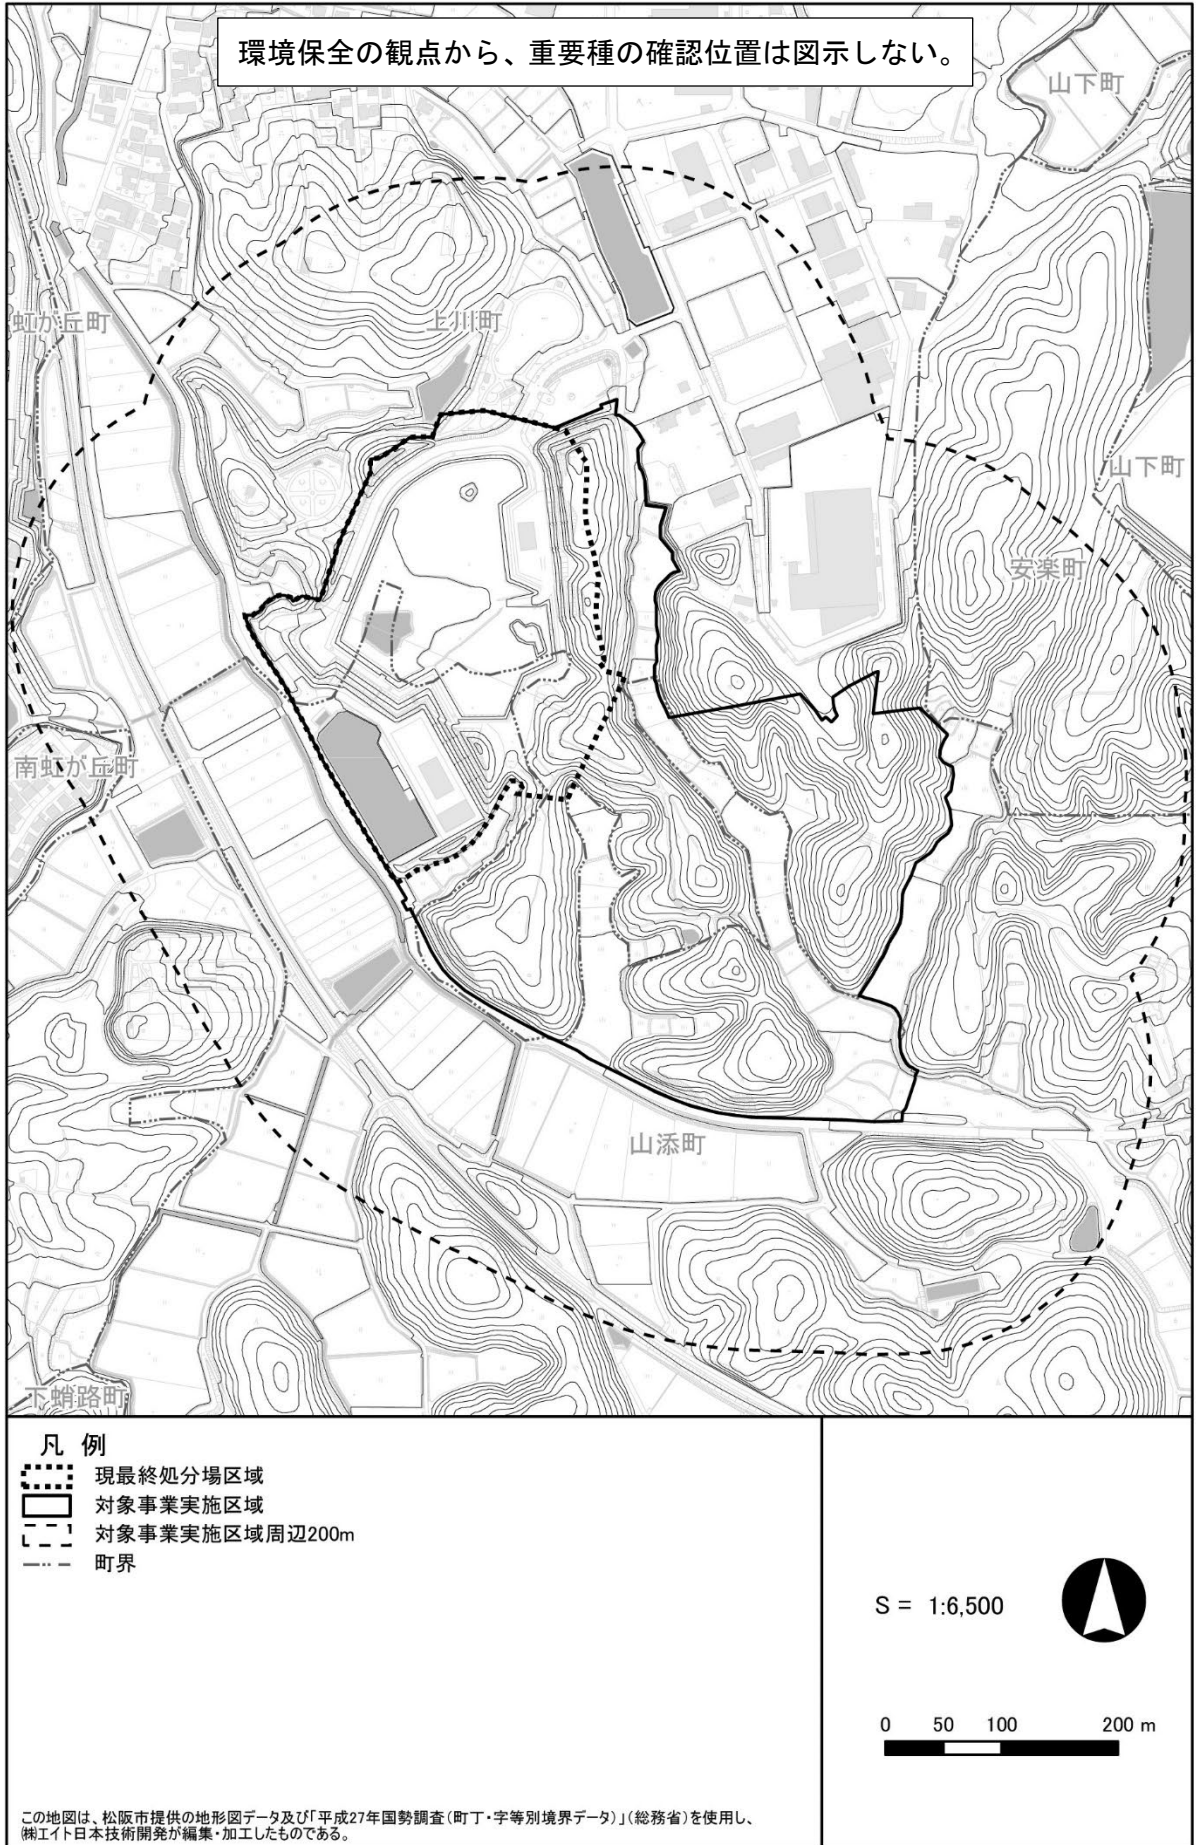 環境保全の観点から、重要種の確認位置は図示しない。
山下町
虹が丘町
上川町
山下町
安楽町
南虹が丘町
山添町
下蛸路町
凡 例
現最終処分場区域
対象事業実施区域
対象事業実施区域周辺200m
町界
S = 1:6,500
0 50 100 200 m
この地図は、松阪市提供の地形図データ及び「平成27年国勢調査(町丁・字等別境界データ)」(総務省)を使用し、
㈱エイト日本技術開発が編集・加工したものである。